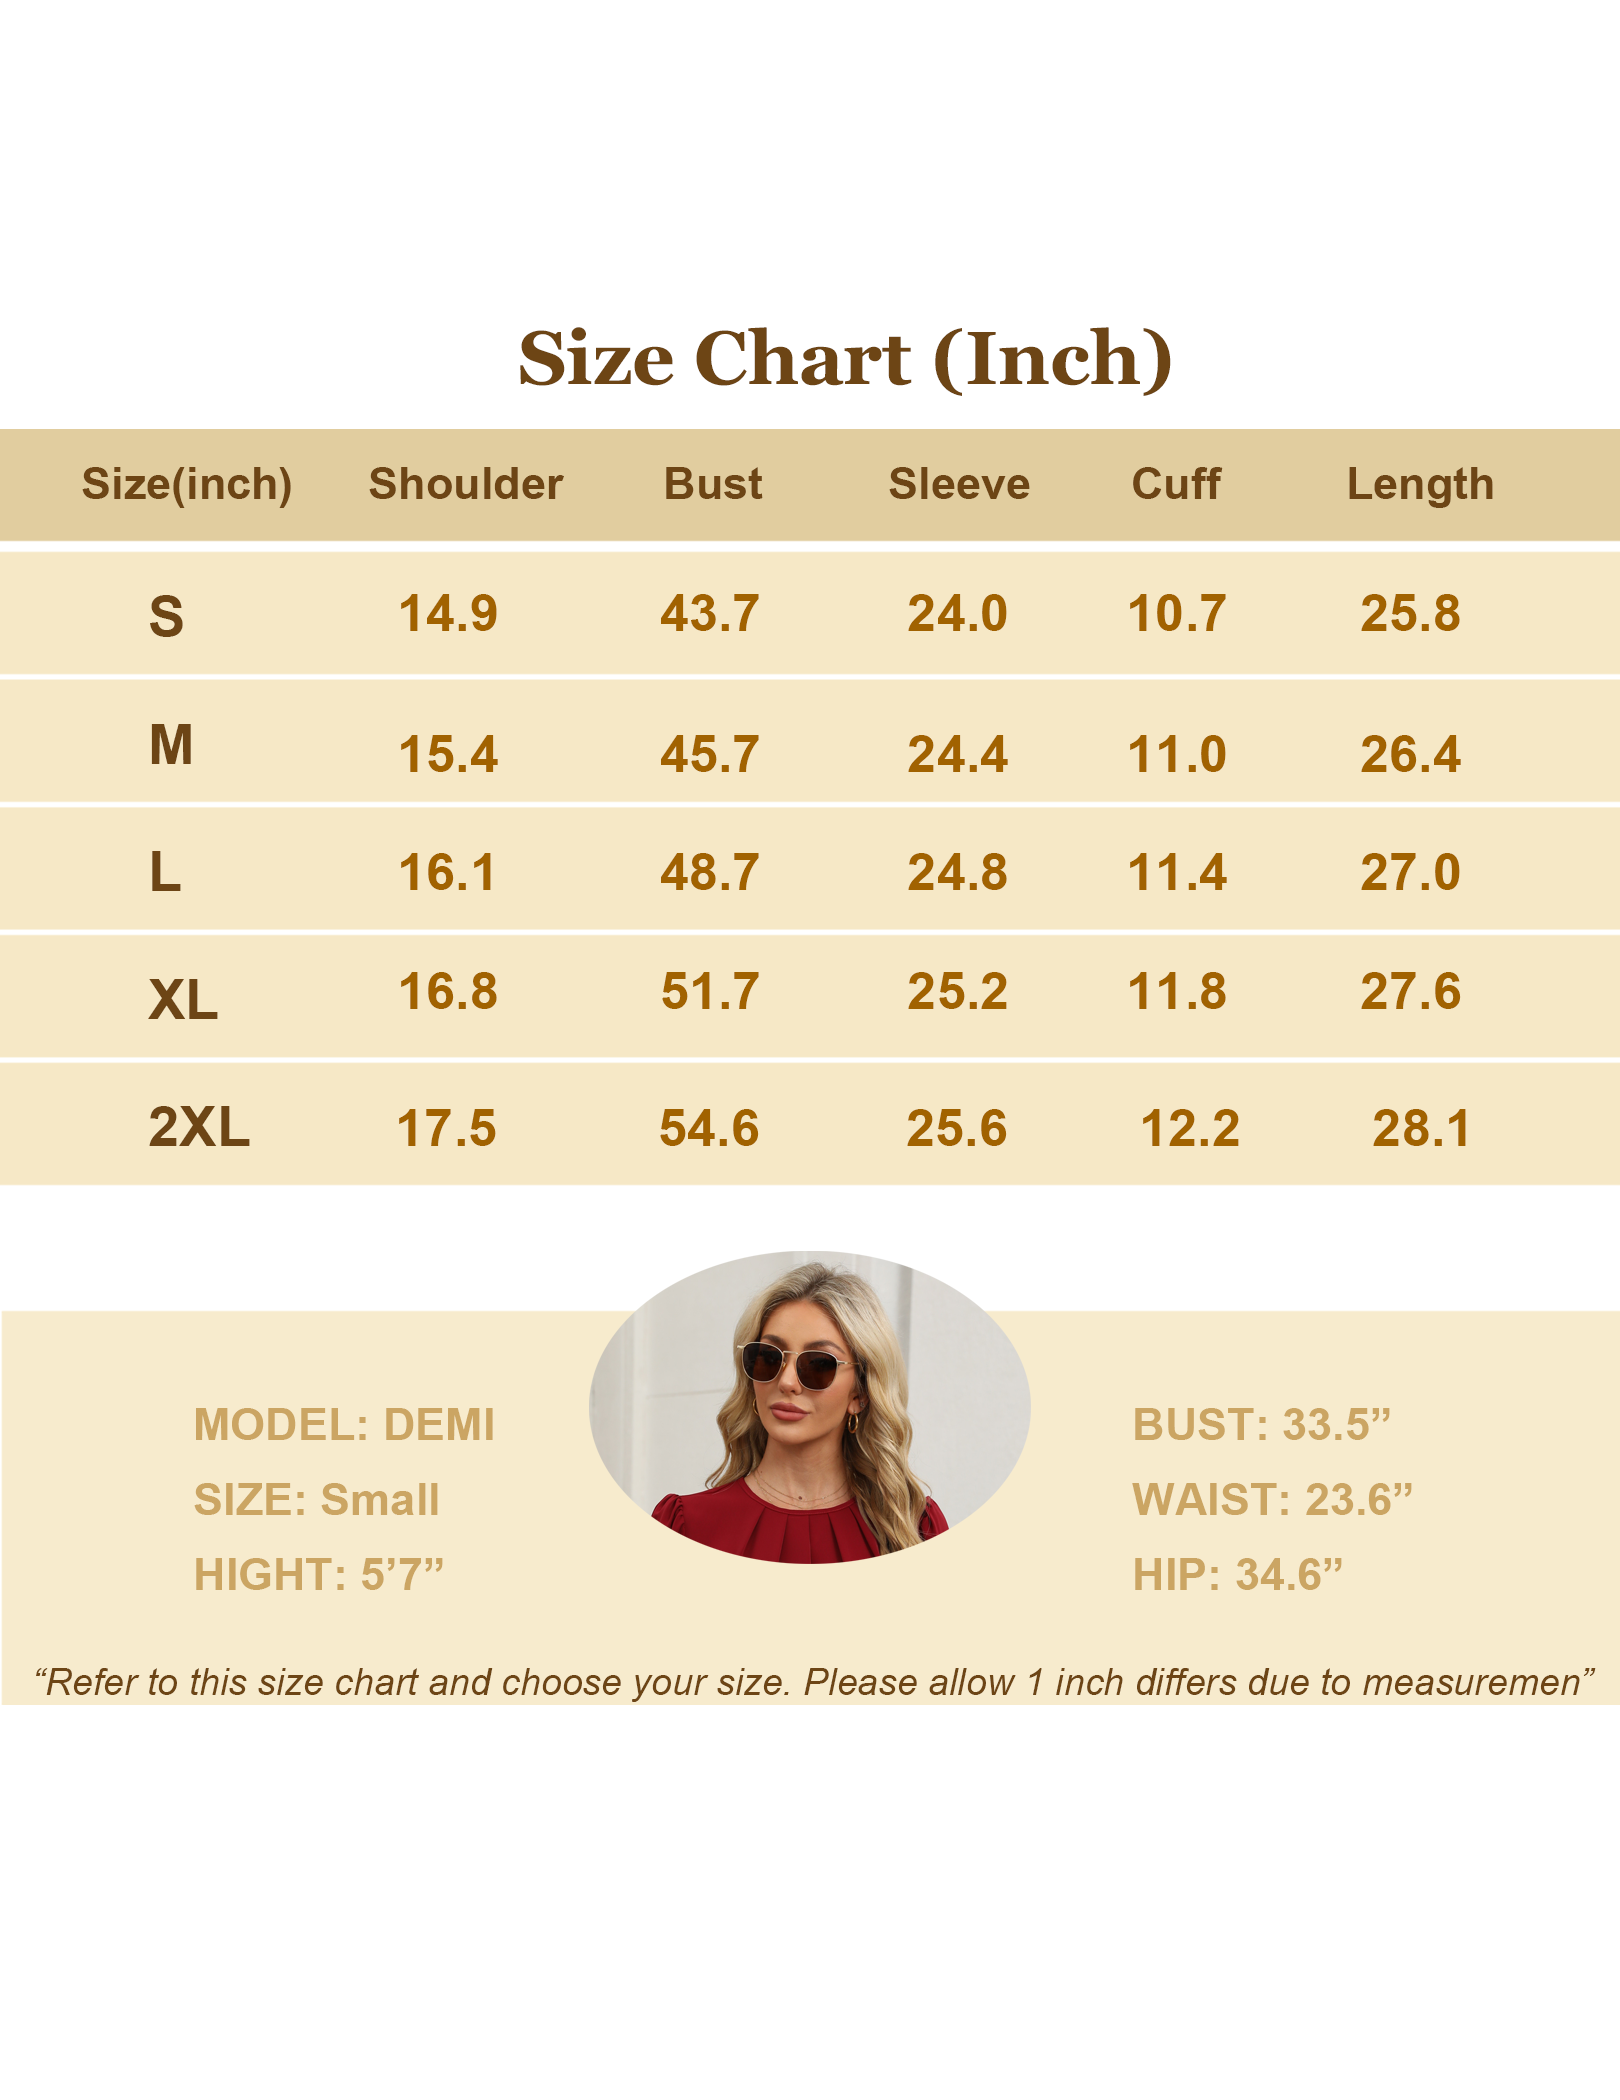 Size Chart (Inch)
Size(inch) Shoulder Bust Sleeve Cuff Length
S 14.9 43.7 24.0 10.7 25.8
M 15.4 45.7 24.4 11.0 26.4
L 16.1 48.7 24.8 11.4 27.0
XL 16.8 51.7 25.2 11.8 27.6
2XL 17.5 54.6 25.6 12.2 28.1
MODEL: DEMI
SIZE: Small
HIGHT: 5’7”
BUST: 33.5”
WAIST: 23.6”
HIP: 34.6”
“Refer to this size chart and choose your size. Please allow 1 inch differs due to measuremen”